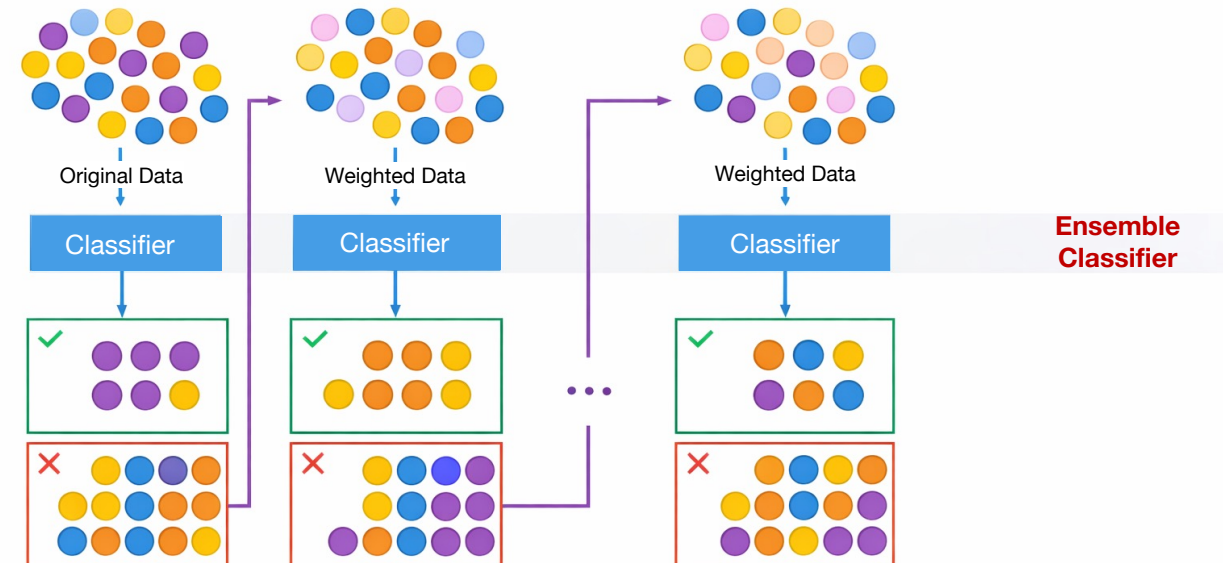 Original Data
Weighted Data
Weighted Data
Classifier
Classifier
Classifier
Ensemble
Classifier